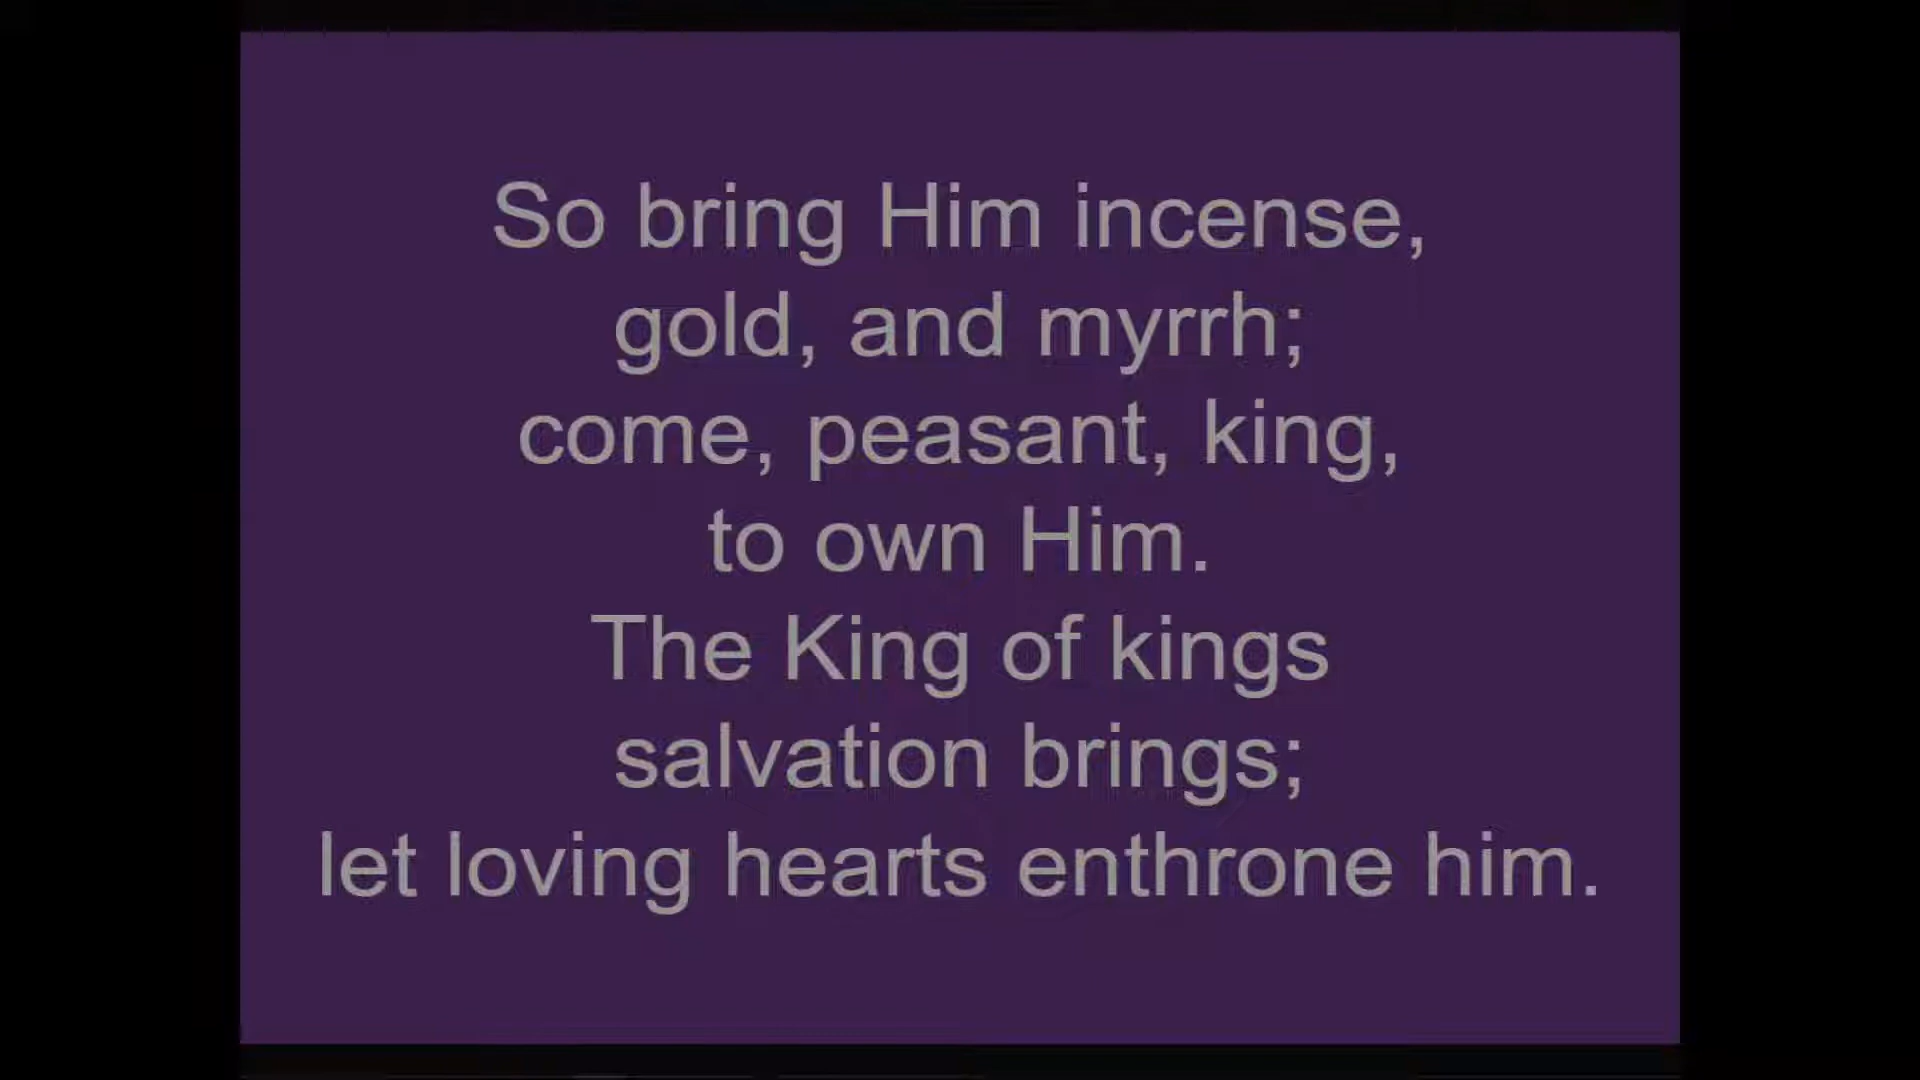 So bring Him incense,
gold, and myrrh;
come, peasant, king,
to own Him.
The King of kings
salvation brings;
let loving hearts enthrone him.